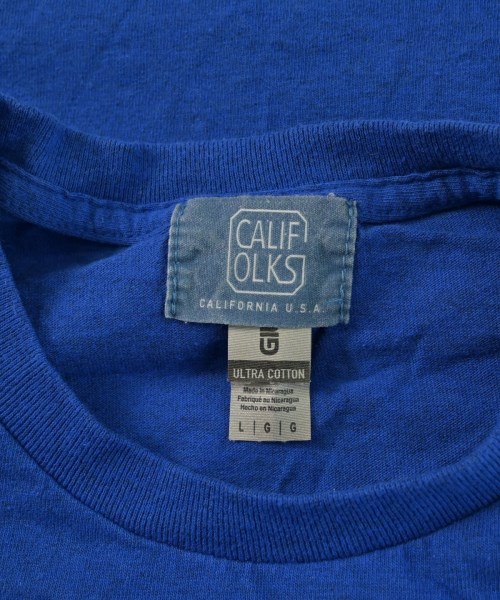 CALIF
OLKS
CALIFORNIA U.S.A
ULTRA COTTON
Made in Nicaragua
Fabriqué au Nicaragua
Hecho en Nicaragua
L | G | G